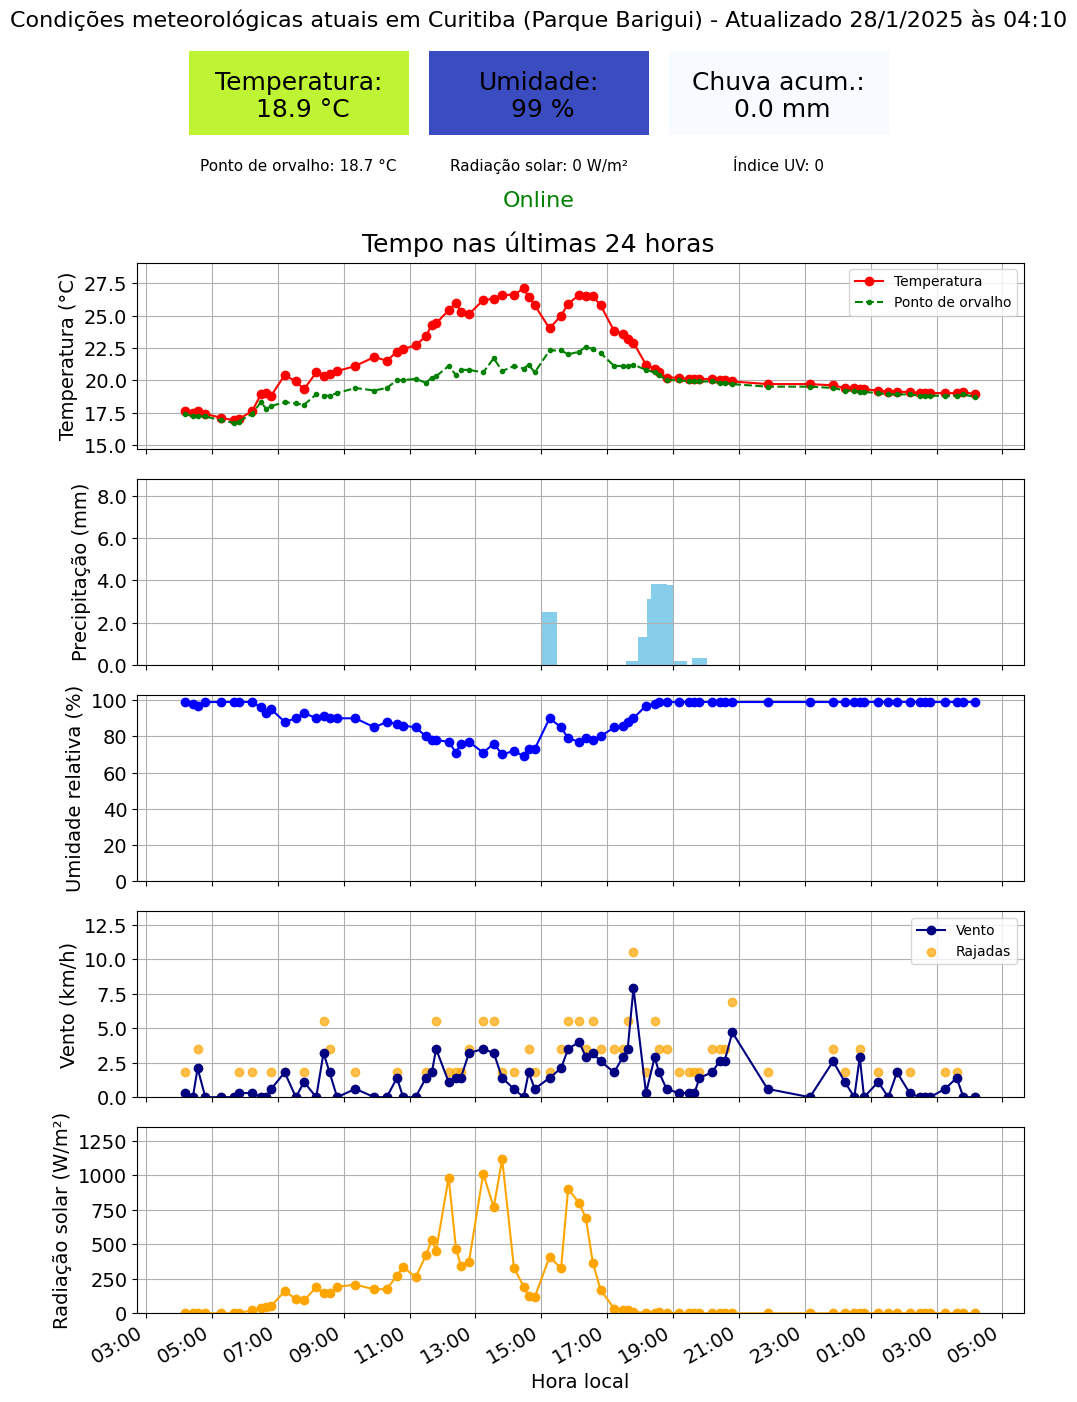 Condições meteorológicas atuais em Curitiba (Parque Barigui) - Atualizado 28/1/2025 às 04:10
Temperatura:
18.9 °C
Umidade:
99 %
Chuva acum.:
0.0 mm
Ponto de orvalho: 18.7 °C
Radiação solar: 0 W/m²
Índice UV: 0
Online
Tempo nas últimas 24 horas
Temperatura (°C)
27.5
25.0
22.5
20.0
17.5
15.0
Temperatura
Ponto de orvalho
Precipitação (mm)
8.0
6.0
4.0
2.0
0.0
Umidade relativa (%)
100
80
60
40
20
0
Vento (km/h)
12.5
10.0
7.5
5.0
2.5
0.0
Vento
Rajadas
Radiação solar (W/m²)
1250
1000
750
500
250
0
03:00
05:00
07:00
09:00
11:00
13:00
15:00
17:00
19:00
21:00
23:00
01:00
03:00
05:00
Hora local